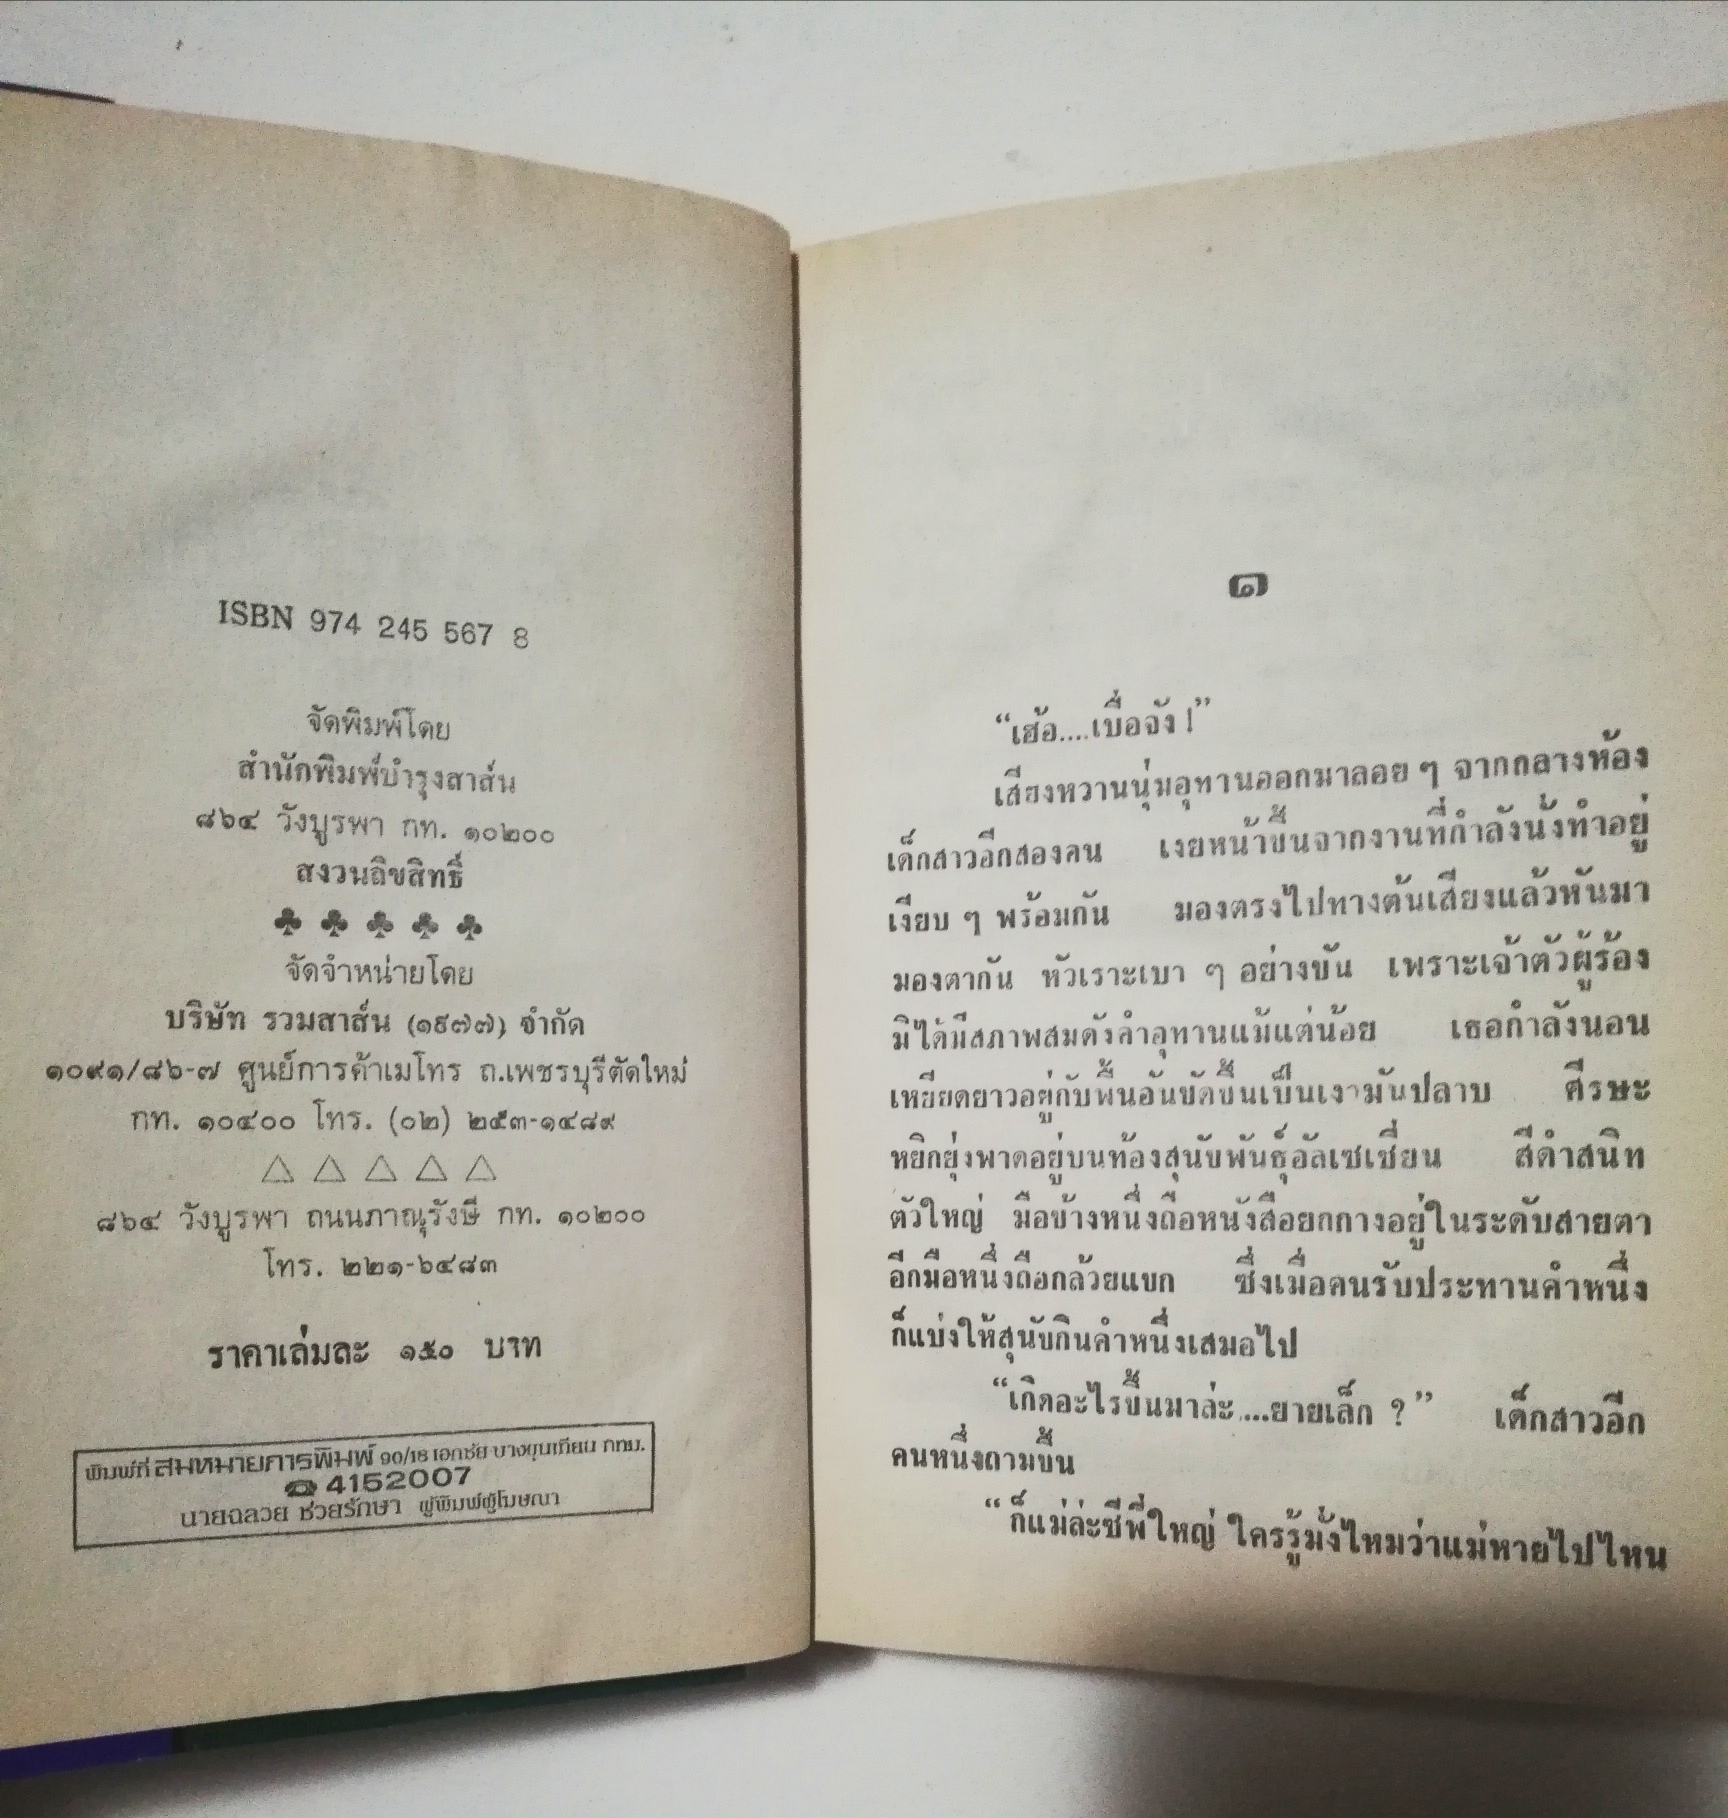 ISBN 974 245 567 8
จัดพิมพ์โดย
สำนักพิมพ์บำรุงสาส์น
๘๖๔ วังบูรพา กท. ๑๐๒๐๐
สงวนลิขสิทธิ์
♣ ♣ ♣ ♣ ♣
จัดจำหน่ายโดย
บริษัท รวมสาส์น (๑๙๗๗) จำกัด
๑๐๙๑/๘๖-๗ ศูนย์การค้าเมโทร ถ.เพชรบุรีตัดใหม่
กท. ๑๐๔๐๐ โทร. (๐๒) ๒๕๓-๑๔๘๙
△ △ △ △ △
๘๖๔ วังบูรพา ถนนภาณุรังษี กท. ๑๐๒๐๐
โทร. ๒๒๑-๖๔๘๓
ราคาเล่มละ ๑๕๐ บาท
พิมพ์ที่ สมหมายการพิมพ์ ๑๐/18 เอกชัย บางขุนเทียน กทม.
☎ 4152007
นายฉลวย ช่วยรักษา ผู้พิมพ์ผู้โฆษณา
๑
“เฮ้อ....เบื่อจัง !”
เสียงหวานนุ่มอุทานออกมาลอย ๆ จากกลางห้อง
เด็กสาวอีกสองคน เงยหน้าขึ้นจากงานที่กำลังนั่งทำอยู่
เงียบ ๆ พร้อมกัน มองตรงไปทางต้นเสียงแล้วหันมา
มองตากัน หัวเราะเบา ๆ อย่างขัน เพราะเจ้าตัวผู้ร้อง
มิได้มีสภาพสมดังคำอุทานแม้แต่น้อย เธอกำลังนอน
เหยียดยาวอยู่กับพื้นอันขัดขึ้นเป็นเงามันปลาบ ศีรษะ
หยิกยุ่งพาดอยู่บนท้องสุนัขพันธุ์อัลเซเชี่ยน สีดำสนิท
ตัวใหญ่ มือข้างหนึ่งถือหนังสือยกกางอยู่ในระดับสายตา
อีกมือหนึ่งถือกล้วยแขก ซึ่งเมื่อคนรับประทานคำหนึ่ง
ก็แบ่งให้สุนัขกินคำหนึ่งเสมอไป
“เกิดอะไรขึ้นมาล่ะ....ยายเล็ก ?” เด็กสาวอีก
คนหนึ่งถามขึ้น
“ก็แม่ล่ะซีพี่ใหญ่ ใครรู้มั่งไหมว่าแม่หายไปไหน